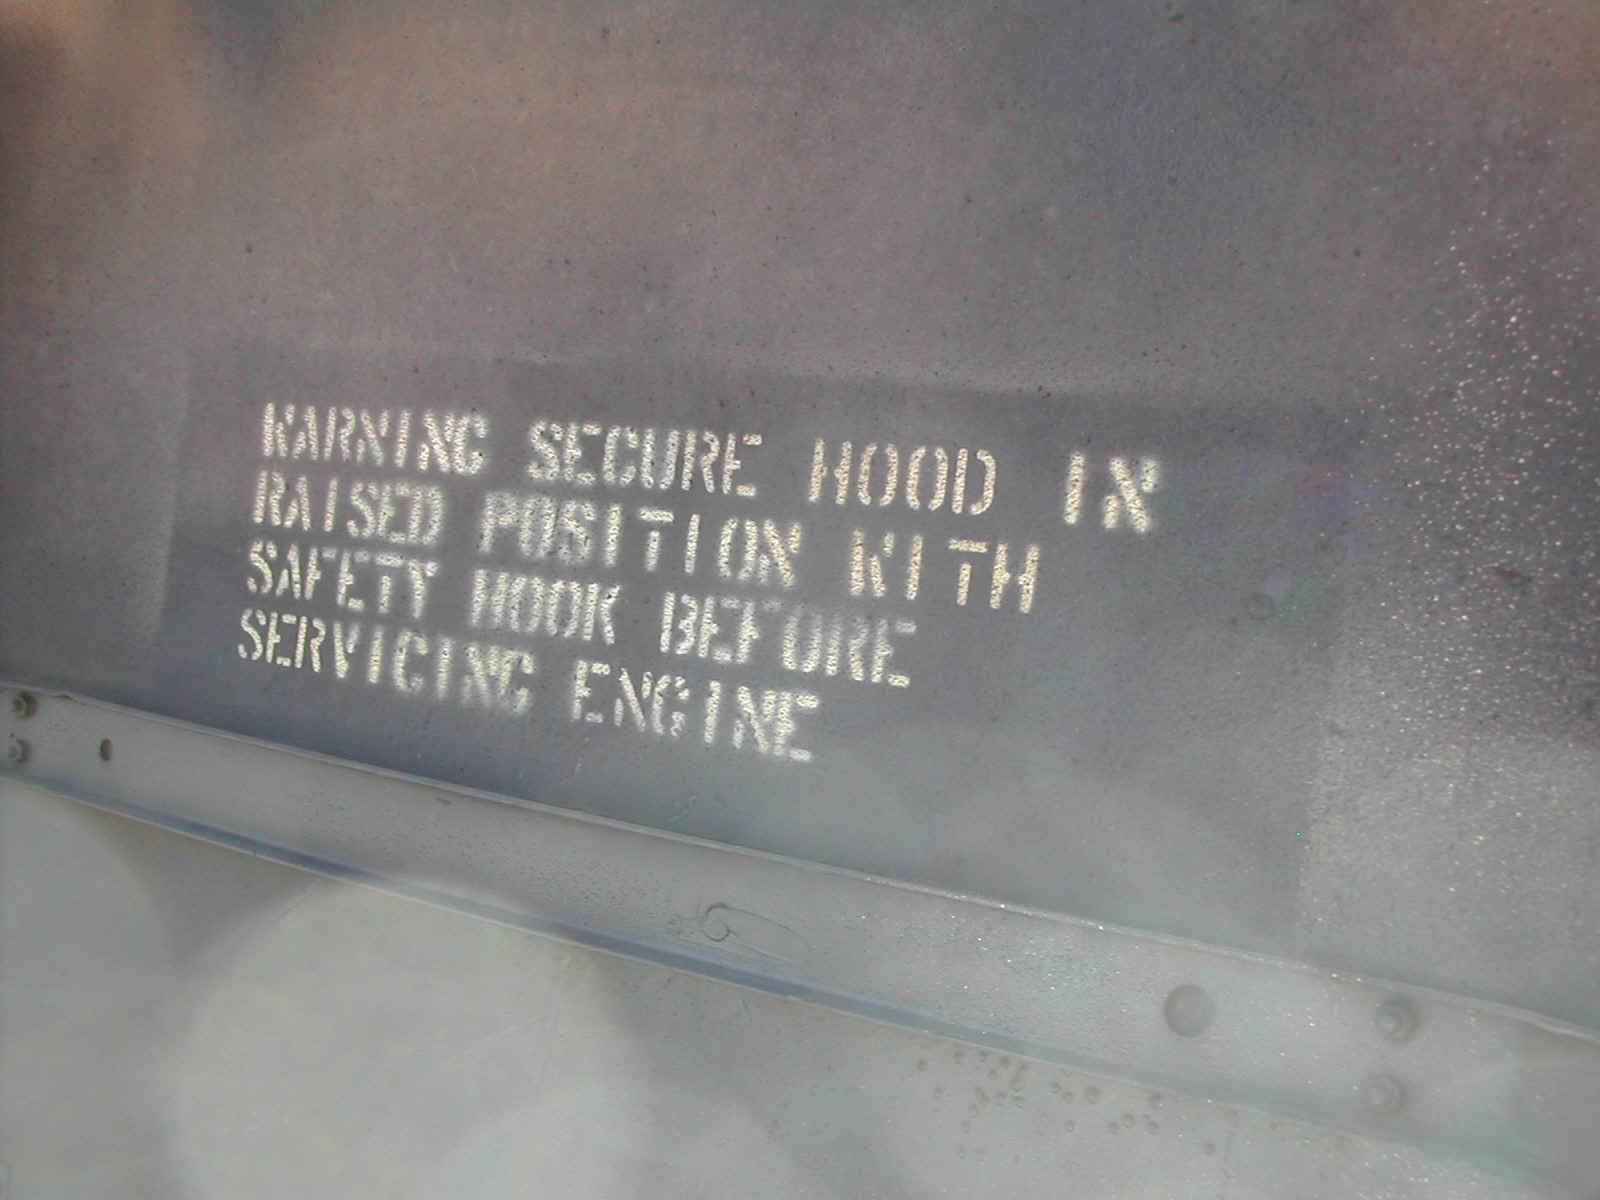 WARNING SECURE HOOD IN
RAISED POSITION WITH
SAFETY HOOK BEFORE
SERVICING ENGINE